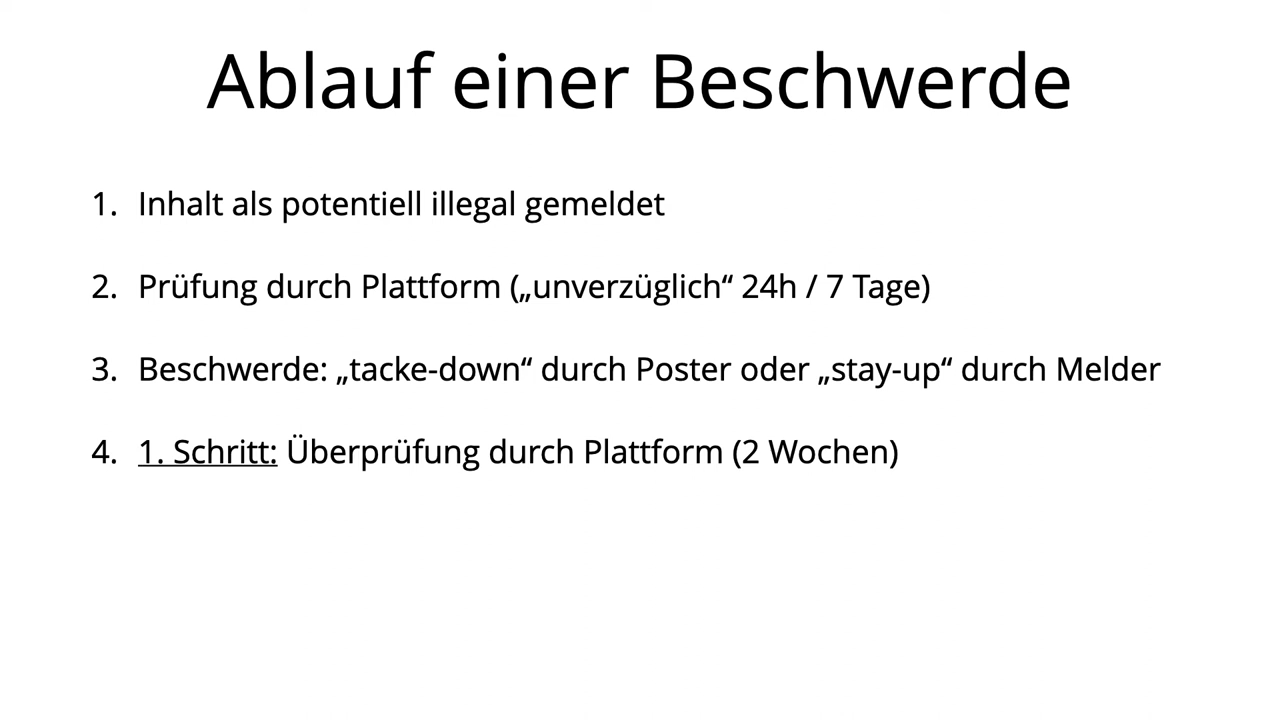 Ablauf einer Beschwerde
1. Inhalt als potentiell illegal gemeldet
2. Prüfung durch Plattform („unverzüglich“ 24h / 7 Tage)
3. Beschwerde: „tacke-down“ durch Poster oder „stay-up“ durch Melder
4. 1. Schritt: Überprüfung durch Plattform (2 Wochen)